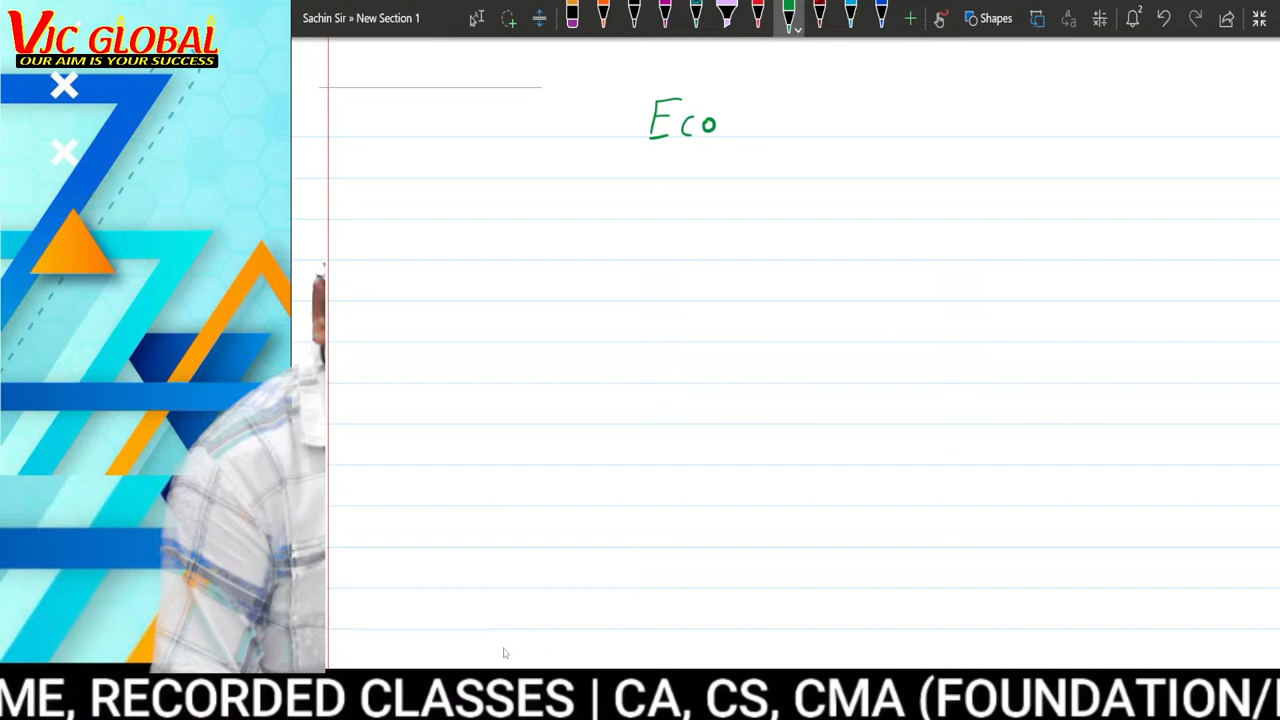 VJC GLOBAL
OUR AIM IS YOUR SUCCESS
Sachin Sir » New Section 1
Shapes
2
Eco
ME, RECORDED CLASSES | CA, CS, CMA (FOUNDATION/